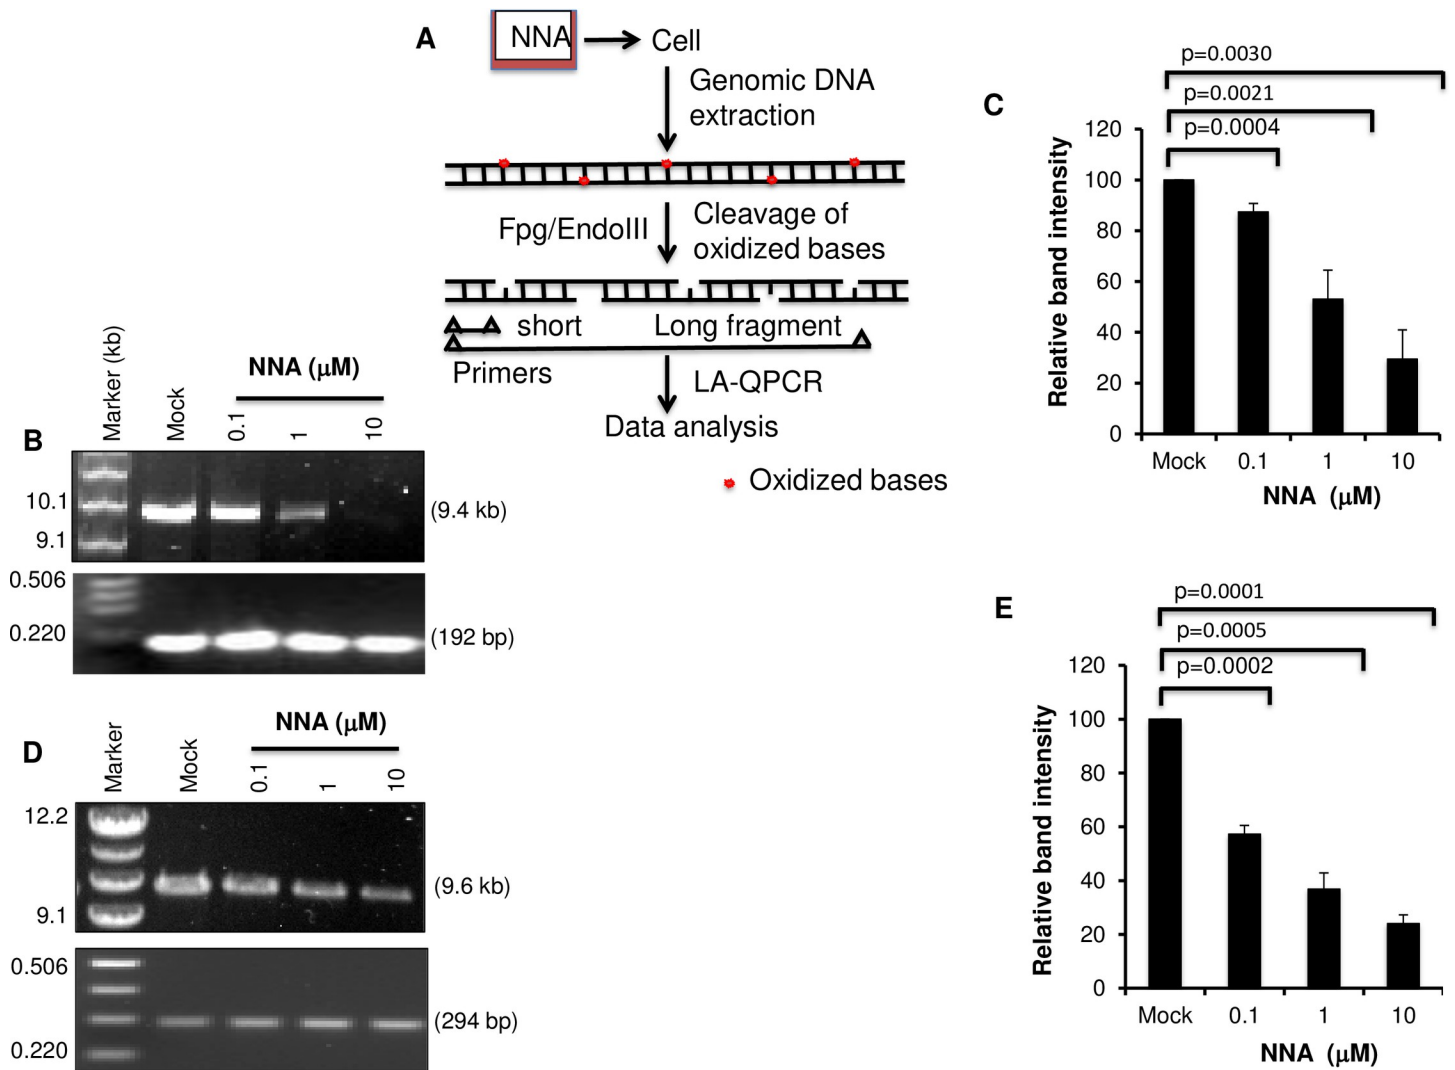 A
NNA
Cell
Genomic DNA
extraction
Fpg/EndoIII
Cleavage of
oxidized bases
short
Long fragment
Primers
LA-QPCR
Data analysis
Oxidized bases
B
Marker (kb)
Mock
NNA (μM)
0.1
1
10
10.1
9.1
(9.4 kb)
0.506
0.220
(192 bp)
C
p=0.0030
p=0.0021
p=0.0004
Relative band intensity
120
100
80
60
40
20
0
Mock 0.1 1 10
NNA (μM)
D
Marker
Mock
NNA (μM)
0.1
1
10
12.2
9.1
(9.6 kb)
0.506
0.220
(294 bp)
E
p=0.0001
p=0.0005
p=0.0002
Relative band intensity
120
100
80
60
40
20
0
Mock 0.1 1 10
NNA (μM)